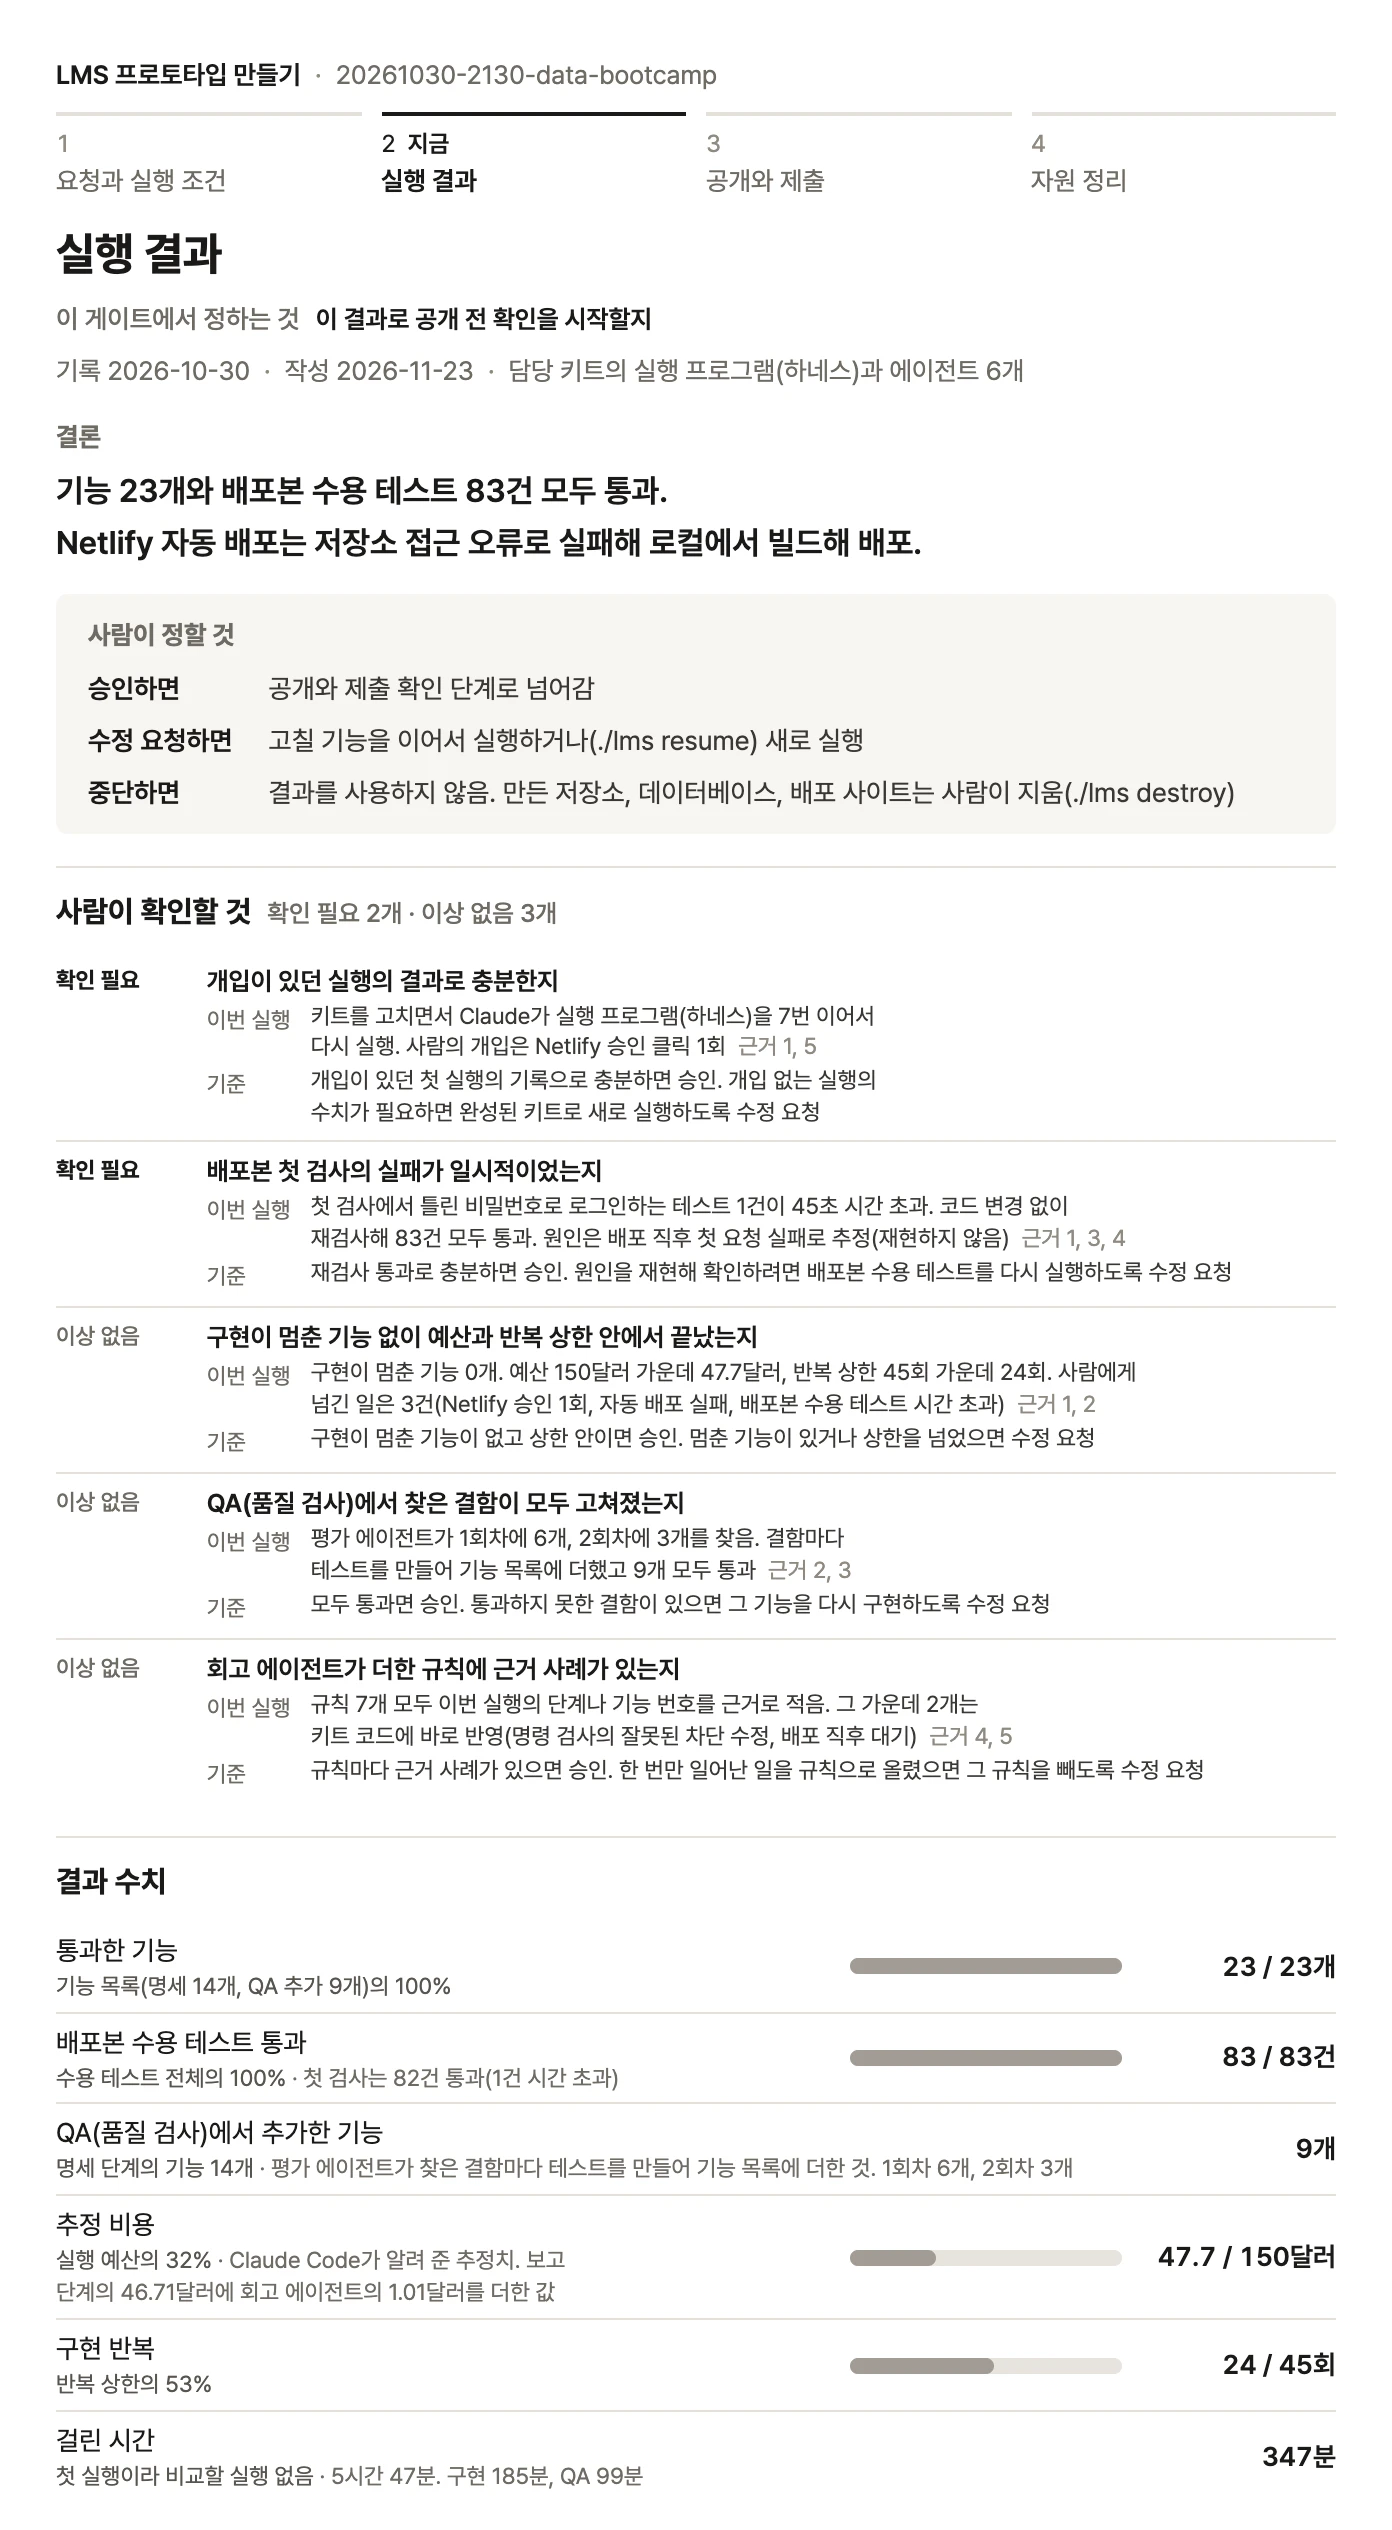 LMS 프로토타입 만들기 · 20261030-2130-data-bootcamp
1
요청과 실행 조건
2 지금
실행 결과
3
공개와 제출
4
자원 정리
실행 결과
이 게이트에서 정하는 것 이 결과로 공개 전 확인을 시작할지
기록 2026-10-30 · 작성 2026-11-23 · 담당 키트의 실행 프로그램(하네스)과 에이전트 6개
결론
기능 23개와 배포본 수용 테스트 83건 모두 통과.
Netlify 자동 배포는 저장소 접근 오류로 실패해 로컬에서 빌드해 배포.
사람이 정할 것
승인하면 공개와 제출 확인 단계로 넘어감
수정 요청하면 고칠 기능을 이어서 실행하거나(./lms resume) 새로 실행
중단하면 결과를 사용하지 않음. 만든 저장소, 데이터베이스, 배포 사이트는 사람이 지움(./lms destroy)
사람이 확인할 것 확인 필요 2개 · 이상 없음 3개
확인 필요 개입이 있던 실행의 결과로 충분한지
이번 실행 키트를 고치면서 Claude가 실행 프로그램(하네스)을 7번 이어서
다시 실행. 사람의 개입은 Netlify 승인 클릭 1회 근거 1, 5
기준 개입이 있던 첫 실행의 기록으로 충분하면 승인. 개입 없는 실행의
수치가 필요하면 완성된 키트로 새로 실행하도록 수정 요청
확인 필요 배포본 첫 검사의 실패가 일시적이었는지
이번 실행 첫 검사에서 틀린 비밀번호로 로그인하는 테스트 1건이 45초 시간 초과. 코드 변경 없이
재검사해 83건 모두 통과. 원인은 배포 직후 첫 요청 실패로 추정(재현하지 않음) 근거 1, 3, 4
기준 재검사 통과로 충분하면 승인. 원인을 재현해 확인하려면 배포본 수용 테스트를 다시 실행하도록 수정 요청
이상 없음 구현이 멈춘 기능 없이 예산과 반복 상한 안에서 끝났는지
이번 실행 구현이 멈춘 기능 0개. 예산 150달러 가운데 47.7달러, 반복 상한 45회 가운데 24회. 사람에게
넘긴 일은 3건(Netlify 승인 1회, 자동 배포 실패, 배포본 수용 테스트 시간 초과) 근거 1, 2
기준 구현이 멈춘 기능이 없고 상한 안이면 승인. 멈춘 기능이 있거나 상한을 넘었으면 수정 요청
이상 없음 QA(품질 검사)에서 찾은 결함이 모두 고쳐졌는지
이번 실행 평가 에이전트가 1회차에 6개, 2회차에 3개를 찾음. 결함마다
테스트를 만들어 기능 목록에 더했고 9개 모두 통과 근거 2, 3
기준 모두 통과면 승인. 통과하지 못한 결함이 있으면 그 기능을 다시 구현하도록 수정 요청
이상 없음 회고 에이전트가 더한 규칙에 근거 사례가 있는지
이번 실행 규칙 7개 모두 이번 실행의 단계나 기능 번호를 근거로 적음. 그 가운데 2개는
키트 코드에 바로 반영(명령 검사의 잘못된 차단 수정, 배포 직후 대기) 근거 4, 5
기준 규칙마다 근거 사례가 있으면 승인. 한 번만 일어난 일을 규칙으로 올렸으면 그 규칙을 빼도록 수정 요청
결과 수치
통과한 기능
기능 목록(명세 14개, QA 추가 9개)의 100%
23 / 23개
배포본 수용 테스트 통과
수용 테스트 전체의 100% · 첫 검사는 82건 통과(1건 시간 초과)
83 / 83건
QA(품질 검사)에서 추가한 기능
명세 단계의 기능 14개 · 평가 에이전트가 찾은 결함마다 테스트를 만들어 기능 목록에 더한 것. 1회차 6개, 2회차 3개
9개
추정 비용
실행 예산의 32% · Claude Code가 알려 준 추정치. 보고
단계의 46.71달러에 회고 에이전트의 1.01달러를 더한 값
47.7 / 150달러
구현 반복
반복 상한의 53%
24 / 45회
걸린 시간
첫 실행이라 비교할 실행 없음 · 5시간 47분. 구현 185분, QA 99분
347분